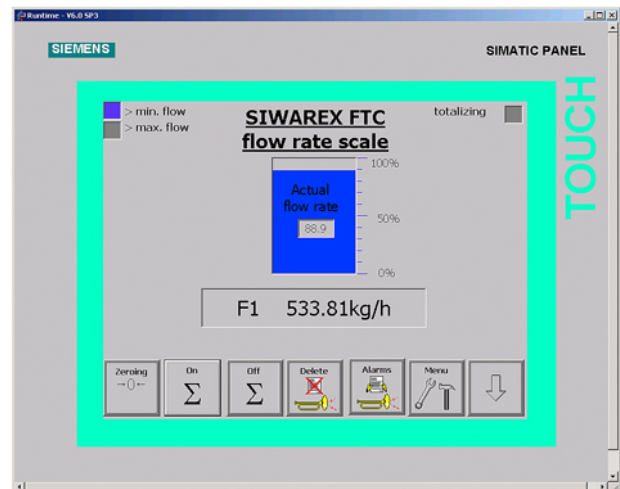 Runtime - V6.0 SP3
SIEMENS
SIMATIC PANEL
TOUCH
> min. flow
> max. flow
SIWAREX FTC
flow rate scale
totalizing
100%
Actual
flow rate
88.9
50%
0%
F1 533.81kg/h
Zeroing
→0←
On
Σ
Off
Σ
Delete
Alarms
Menu